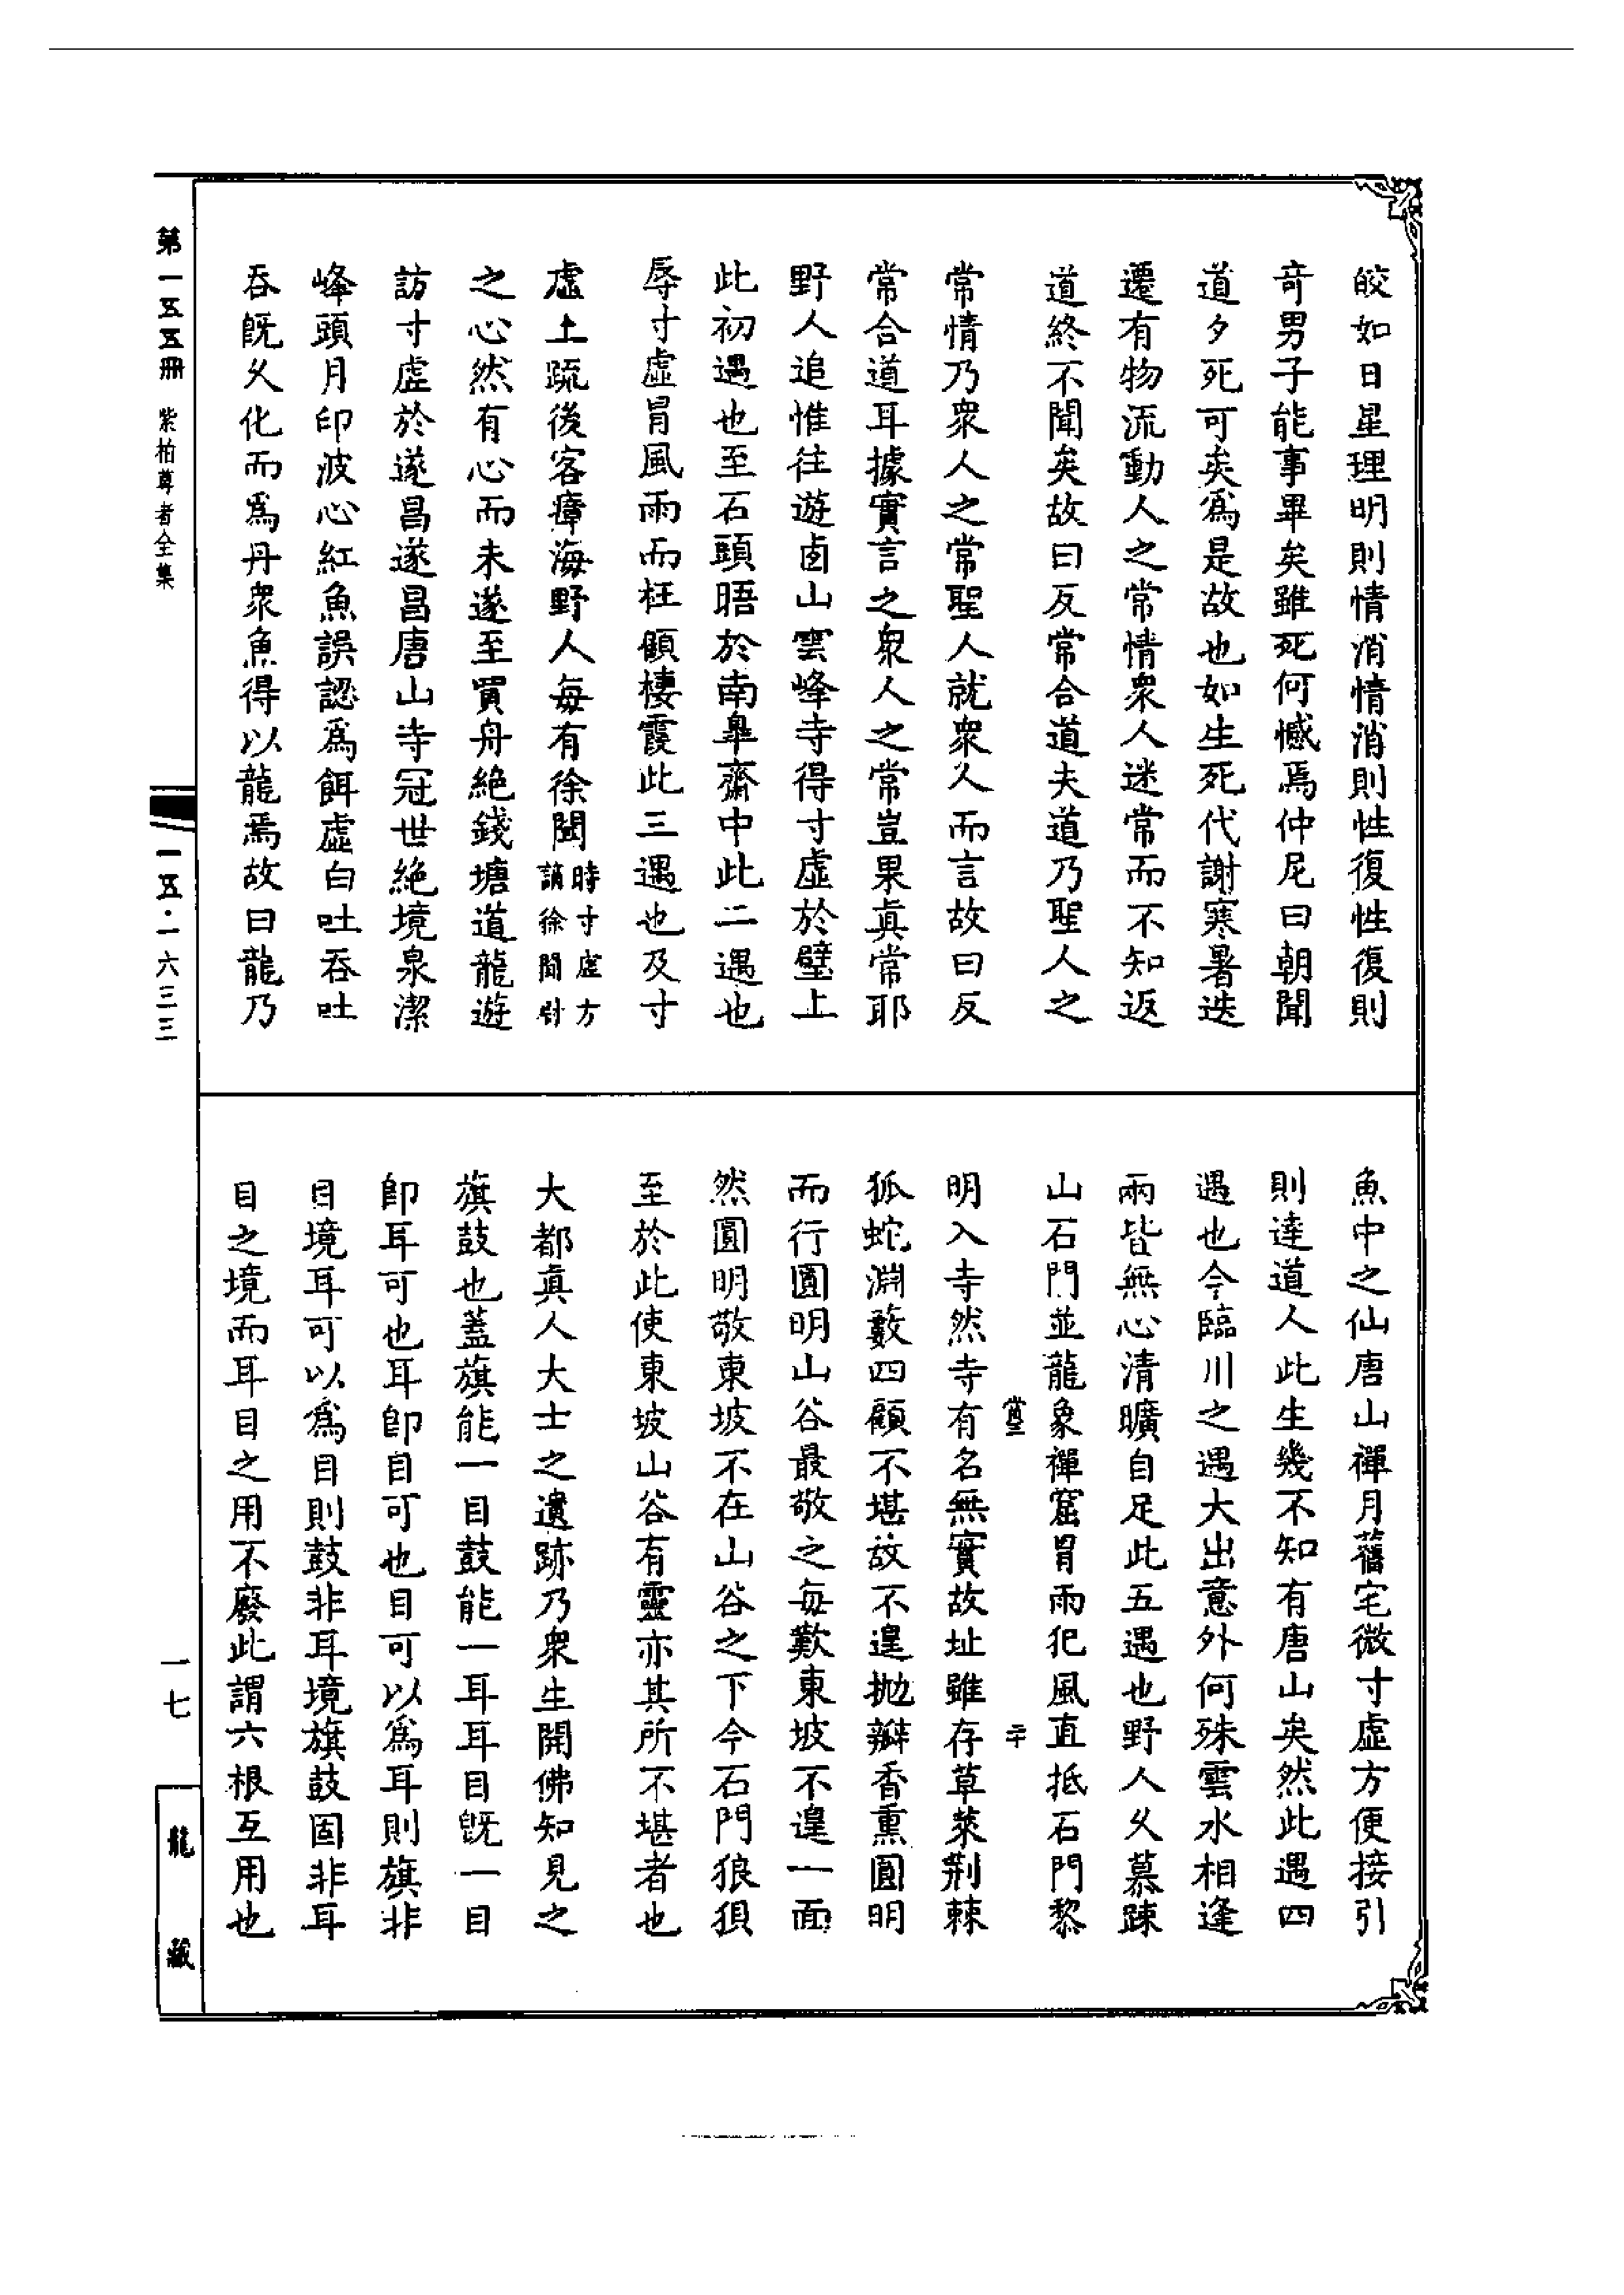 皎如日星理明則情消情消則性復性復則
竒男子能事畢矣雖死何憾焉仲尼曰朝聞
道夕死可矣爲是故也如生死代謝寒暑迭
遷有物流動人之常情衆人迷常而不知返
道終不聞矣故曰反常合道夫道乃聖人之
常情乃衆人之常聖人就衆人而言故曰反
常合道耳據實言之衆人之常豈果眞常耶
野人追惟往遊鹵山雲峰寺得寸虛於壁上
此初遇也至石頭晤於南臯齋中此二遇也
辱寸虛冒風雨而枉顧棲霞此三遇也及寸
虛上疏後客瘴海野人每有徐聞時寸虛方謫徐聞尉
之心然有心而未遂至買舟絶錢塘道龍遊
訪寸虛於遂昌遂昌唐山寺冠世絶境泉潔
峰頭月印波心紅魚誤認爲餌虛白吐吞吐
吞旣久化而爲丹衆魚得以龍焉故曰龍乃
魚中之仙唐山禪月舊宅微寸虛方便接引
則達道人此生幾不知有唐山矣然此遇四
遇也今臨川之遇大出意外何殊雲水相逢
兩皆無心清曠自足此五遇也野人久慕踈
山石門並龍象禪窟冒雨犯風直抵石門黎
明入寺然寺有名無實故址雖存草萊荆棘
狐蛇淵藪四顧不堪故不遑抛瓣香熏圓明
而行圓明山谷最敬之每歎東坡不遑一面
然圓明敬東坡不在山谷之下今石門狼狽
至於此使東坡山谷有靈亦其所不堪者也
大都眞人大士之遺跡乃衆生開佛知見之
旗鼓也蓋旗能一目鼓能一耳耳目旣一目
卽耳可也耳卽目可也目可以爲耳則旗非
目境耳可以爲目則鼓非耳境旗鼓固非耳
目之境而耳目之用不廢此謂六根互用也
第一五五冊 紫柏尊者全集
一五·一六三三
一七
龍藏